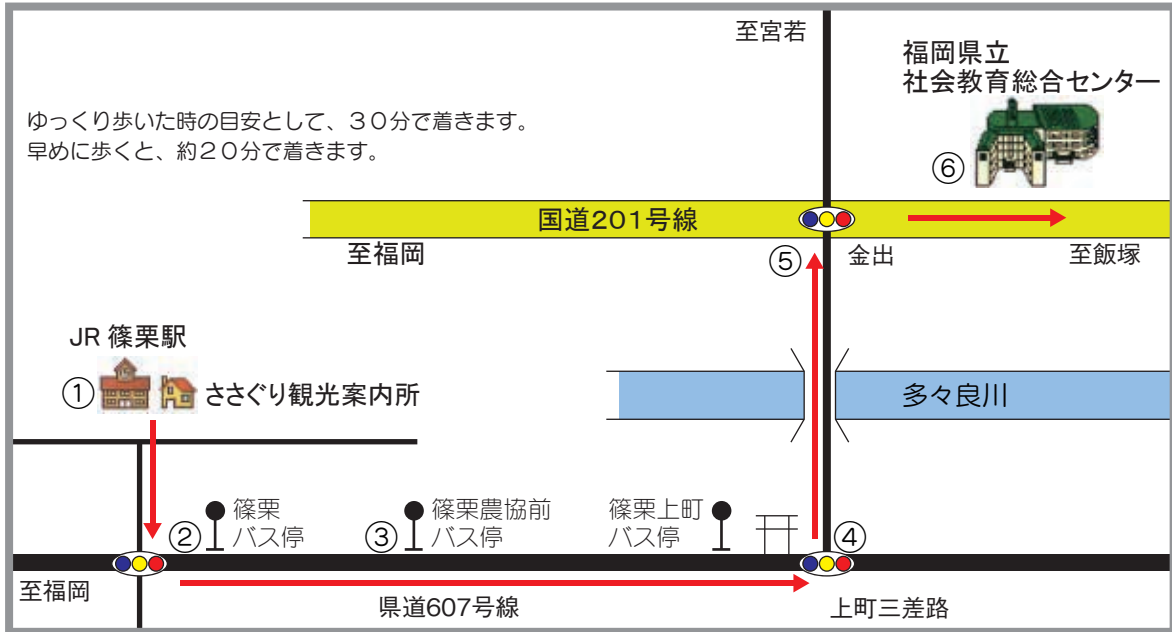 至宮若
福岡県立
社会教育総合センター
ゆっくり歩いた時の目安として、３０分で着きます。
早めに歩くと、約２０分で着きます。
⑥
国道201号線
至福岡
⑤
金出
至飯塚
JR 篠栗駅
①
ささぐり観光案内所
多々良川
②
篠栗
バス停
③
篠栗農協前
バス停
篠栗上町
バス停
④
至福岡
県道607号線
上町三差路